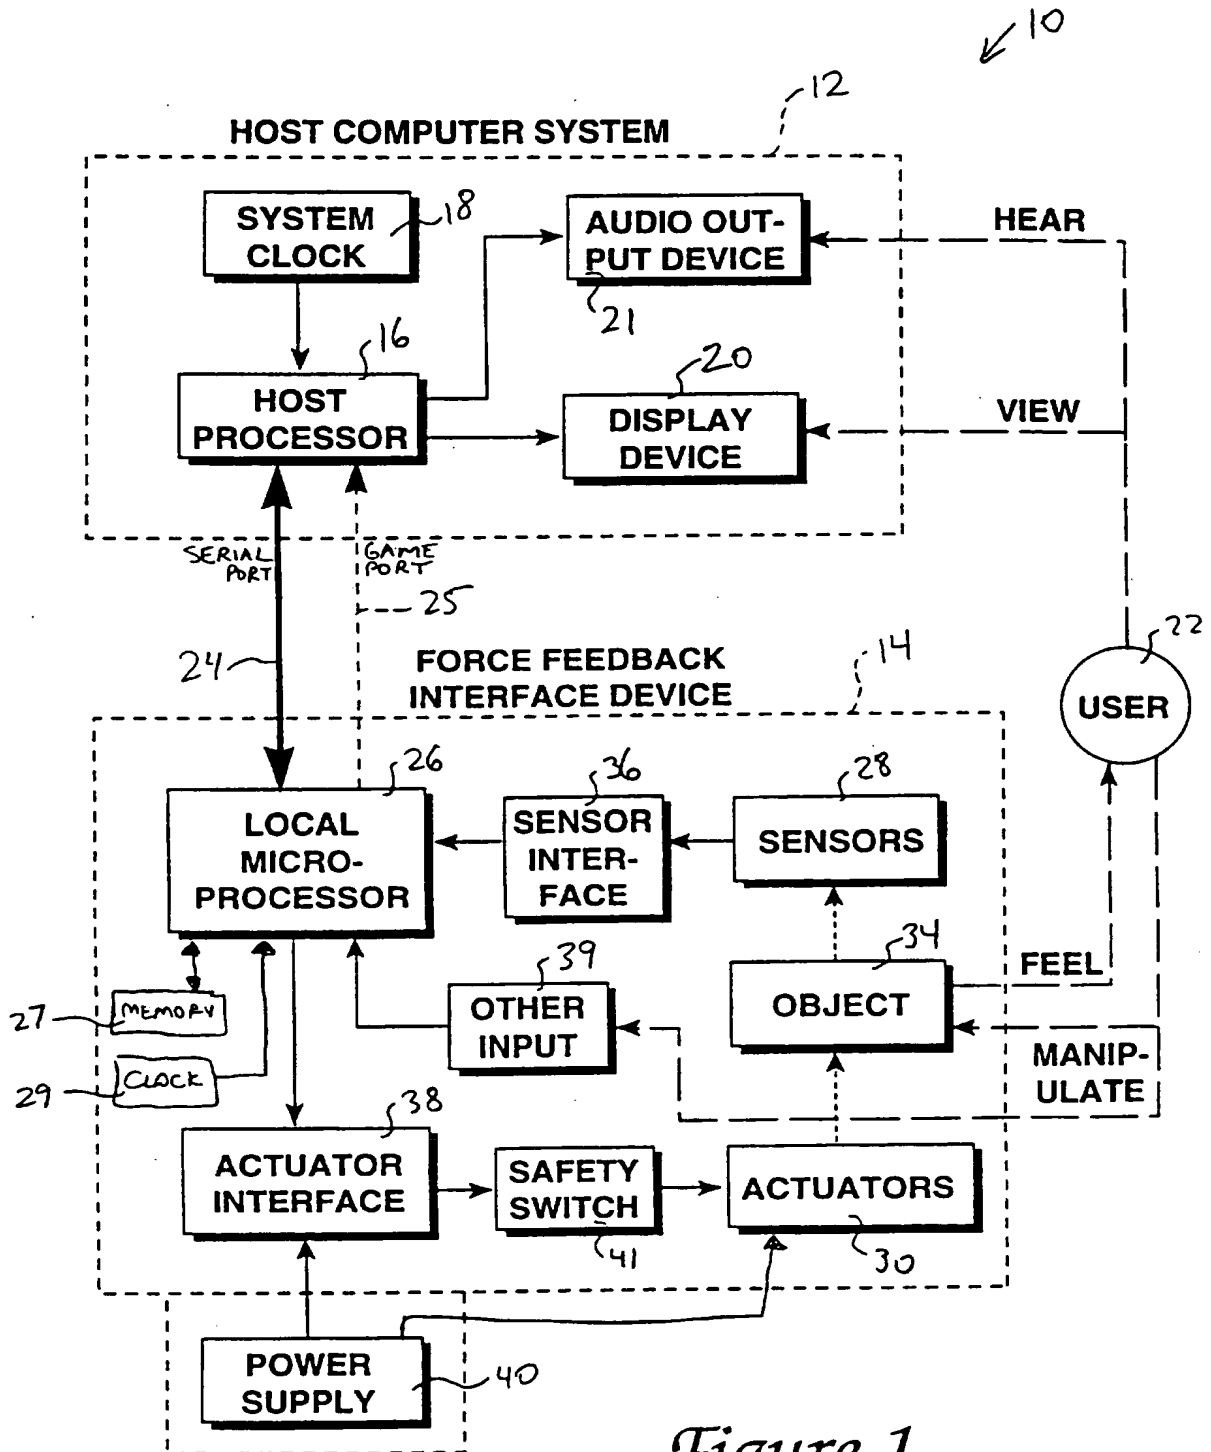 10
12
HOST COMPUTER SYSTEM
SYSTEM
CLOCK
18
AUDIO OUT-
PUT DEVICE
21
HEAR
16
HOST
PROCESSOR
20
DISPLAY
DEVICE
VIEW
SERIAL
PORT
GAME
PORT
25
24
FORCE FEEDBACK
INTERFACE DEVICE
14
22
USER
26
LOCAL
MICRO-
PROCESSOR
36
SENSOR
INTER-
FACE
28
SENSORS
34
OBJECT
FEEL
MANIP-
ULATE
39
OTHER
INPUT
27
MEMORY
29
CLOCK
38
ACTUATOR
INTERFACE
SAFETY
SWITCH
41
ACTUATORS
30
POWER
SUPPLY
40
Figure 1